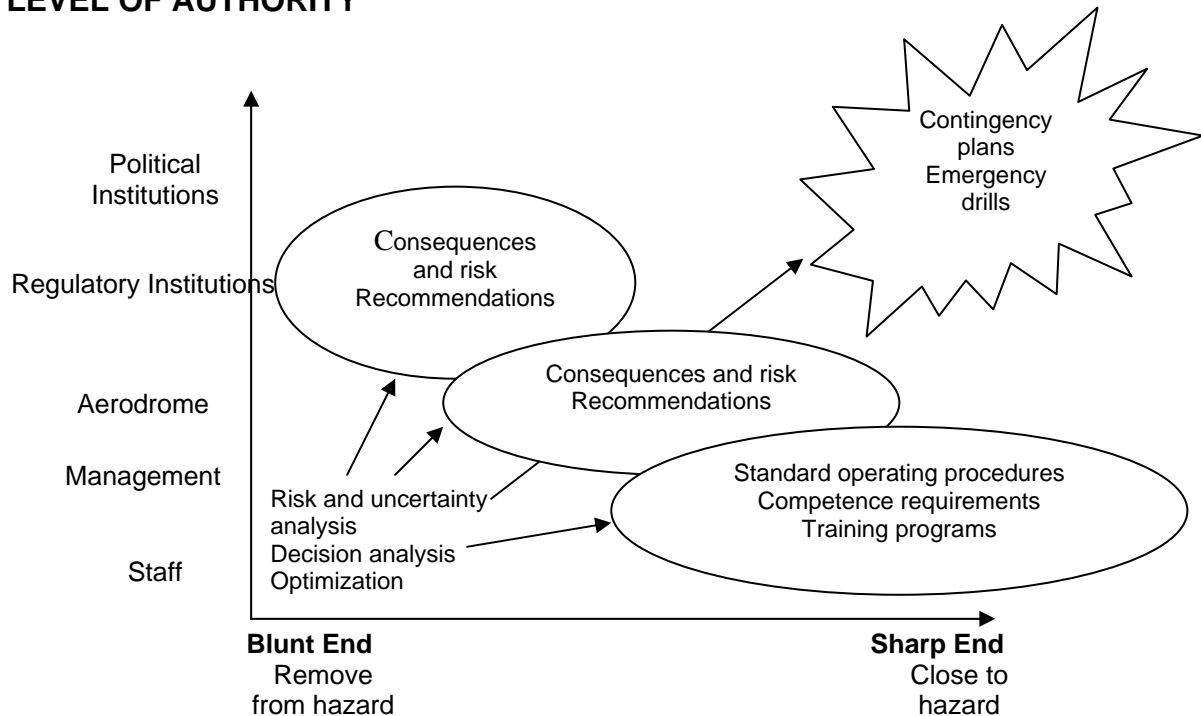 LEVEL OF AUTHORITY
Contingency
plans
Emergency
drills
Political
Institutions
Consequences
and risk
Recommendations
Regulatory Institutions
Consequences and risk
Recommendations
Aerodrome
Management
Standard operating procedures
Competence requirements
Training programs
Risk and uncertainty
analysis
Decision analysis
Optimization
Staff
Blunt End
Remove
from hazard
Sharp End
Close to
hazard